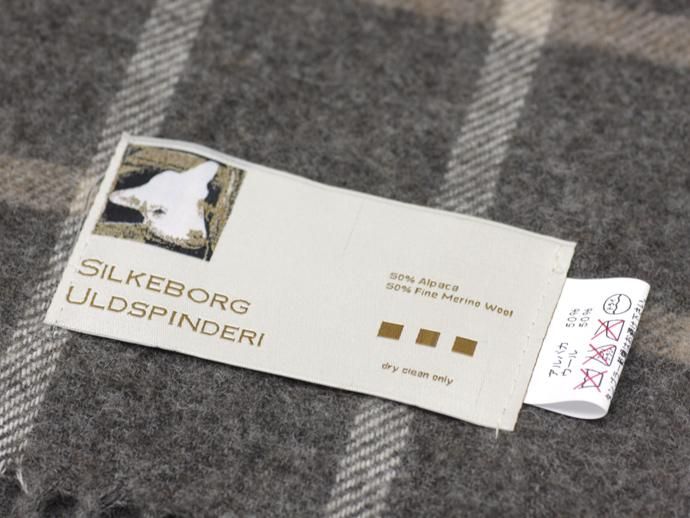 SILKEBORG
ULDSPINDERI
50% Alpaca
50% Fine Merino Wool
dry clean only
アルパカ 50%
ウール 50%